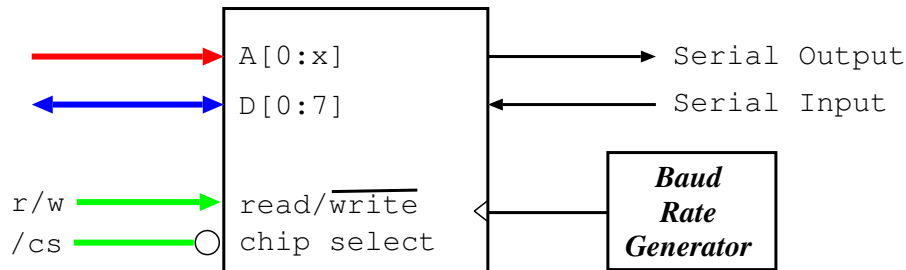 A[0:x]
Serial Output
D[0:7]
Serial Input
r/w
read/write
/cs
chip select
Baud
Rate
Generator